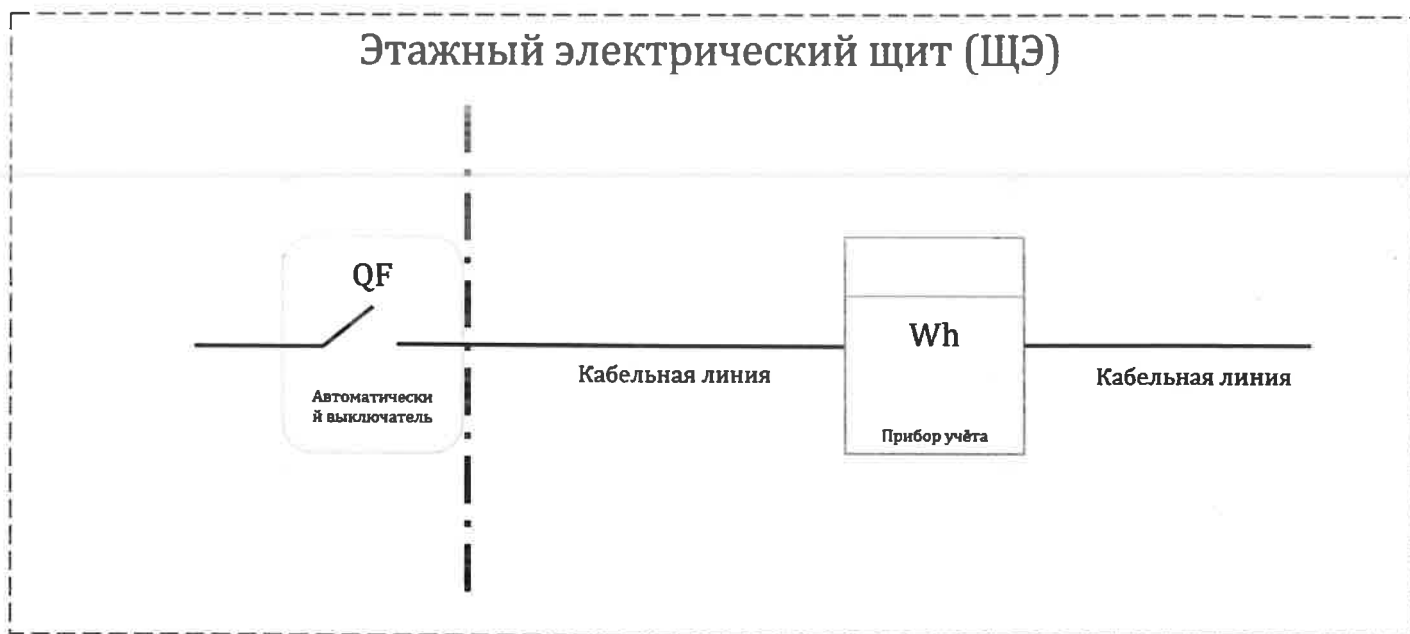 Этажный электрический щит (ЩЭ)
QF
Автоматически
й выключатель
Кабельная линия
Wh
Прибор учёта
Кабельная линия